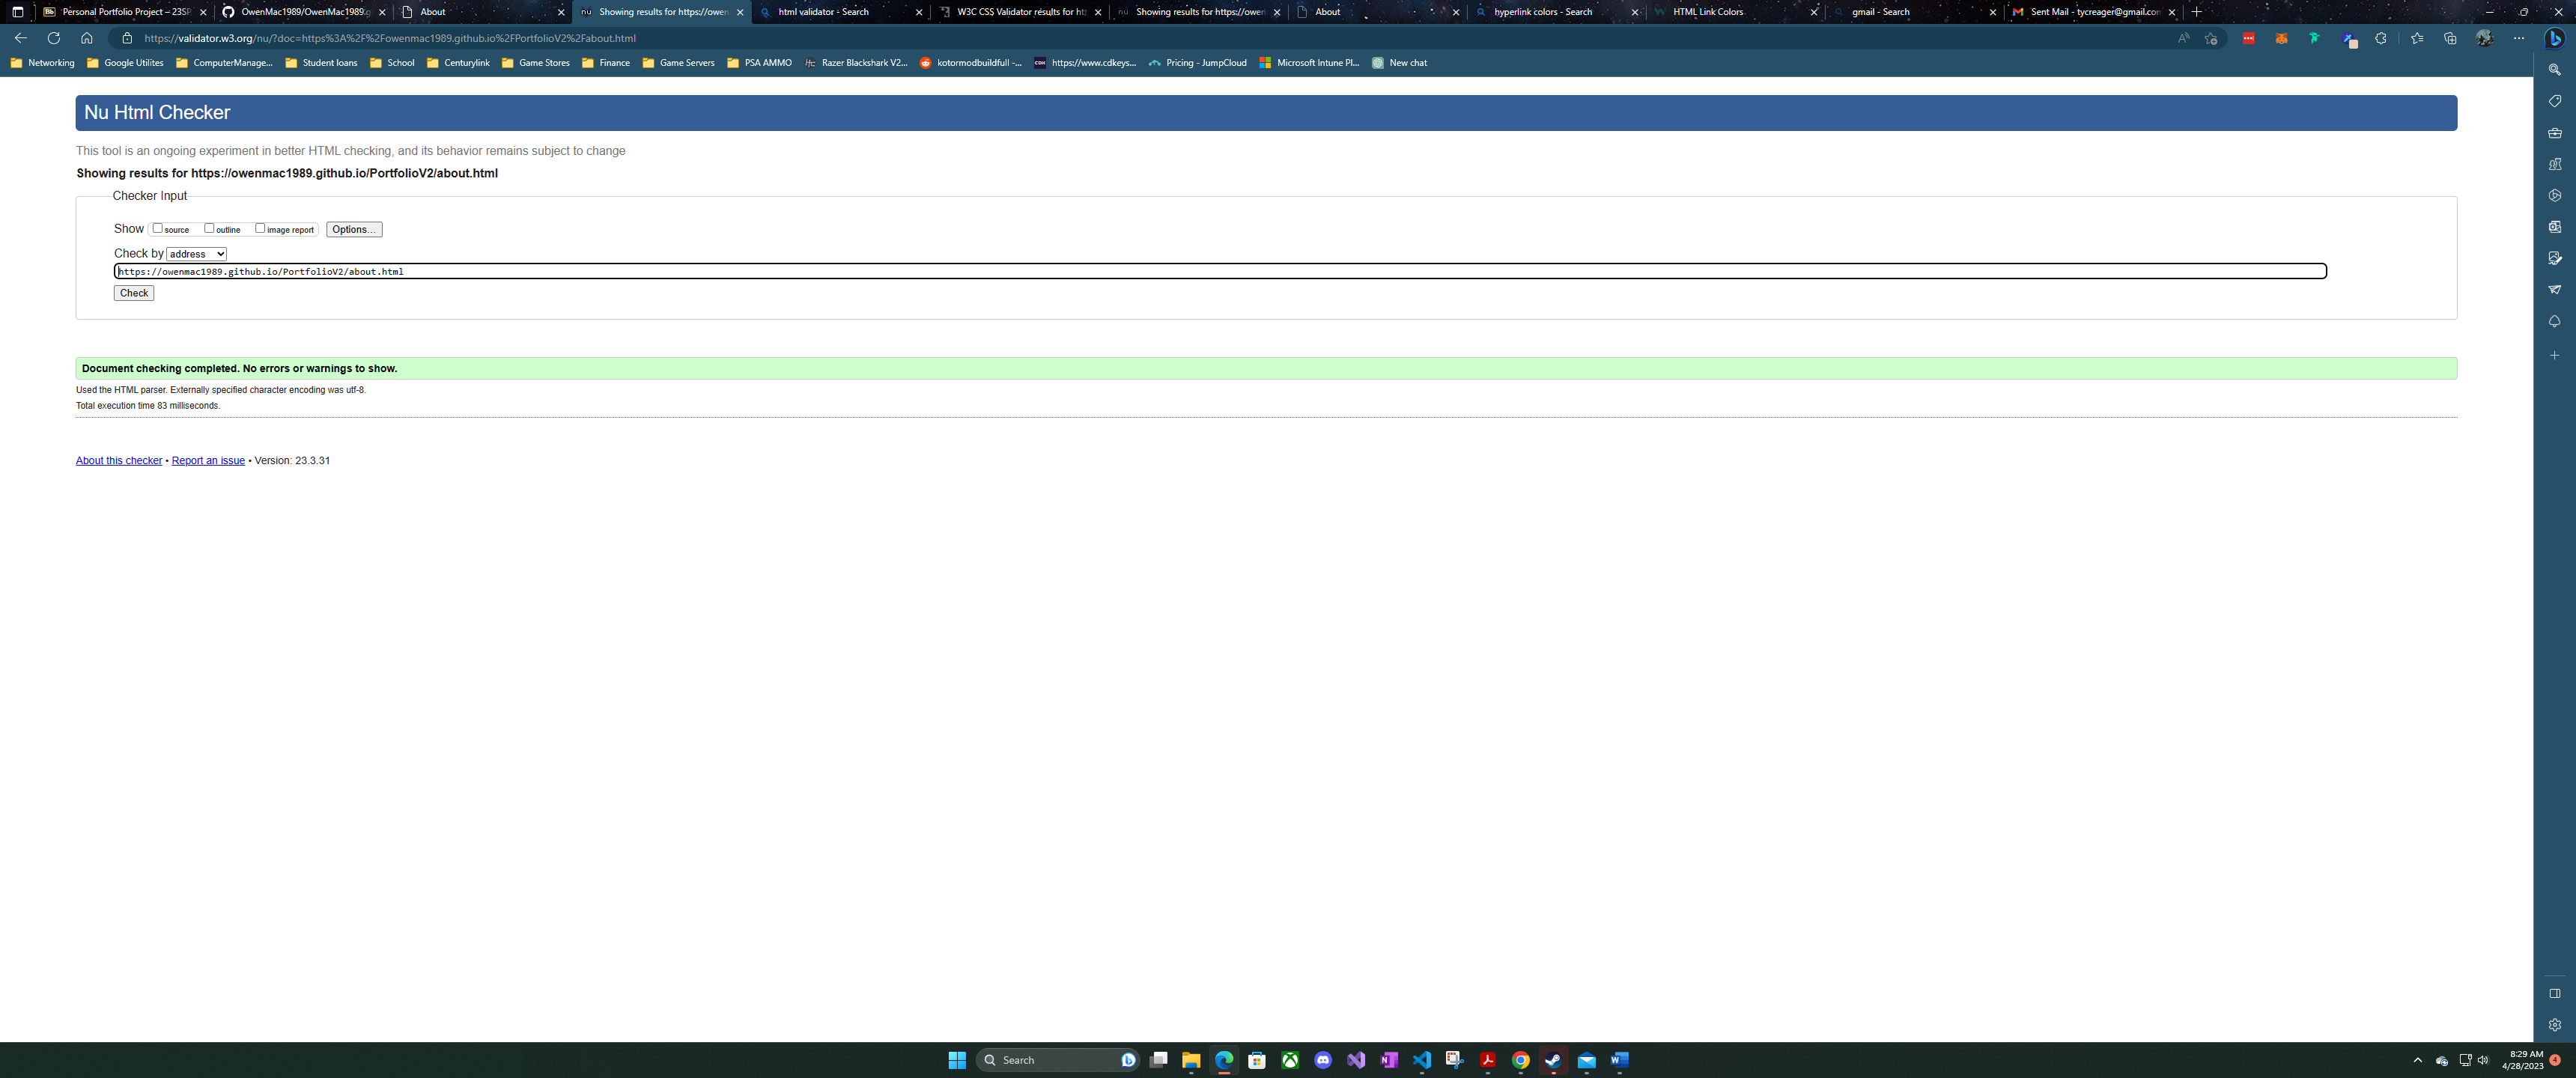 Personal Portfolio Project – 23SP
OwenMac1989/OwenMac1989.g
About
Showing results for https://owen
html validator - Search
W3C CSS Validator results for htt
Showing results for https://owen
About
hyperlink colors - Search
HTML Link Colors
gmail - Search
Sent Mail - tycreager@gmail.com
https://validator.w3.org/nu/?doc=https%3A%2F%2Fowenmac1989.github.io%2FPortfolioV2%2Fabout.html
Networking
Google Utilites
ComputerManage...
Student loans
School
Centurylink
Game Stores
Finance
Game Servers
PSA AMMO
Razer Blackshark V2...
kotormodbuildfull -...
https://www.cdkeys...
Pricing - JumpCloud
Microsoft Intune Pl...
New chat
Nu Html Checker
This tool is an ongoing experiment in better HTML checking, and its behavior remains subject to change
Showing results for https://owenmac1989.github.io/PortfolioV2/about.html
Checker Input
Show source outline image report Options...
Check by address
https://owenmac1989.github.io/PortfolioV2/about.html
Check
Document checking completed. No errors or warnings to show.
Used the HTML parser. Externally specified character encoding was utf-8.
Total execution time 83 milliseconds.
About this checker • Report an issue • Version: 23.3.31
Search
8:29 AM
4/28/2023
4